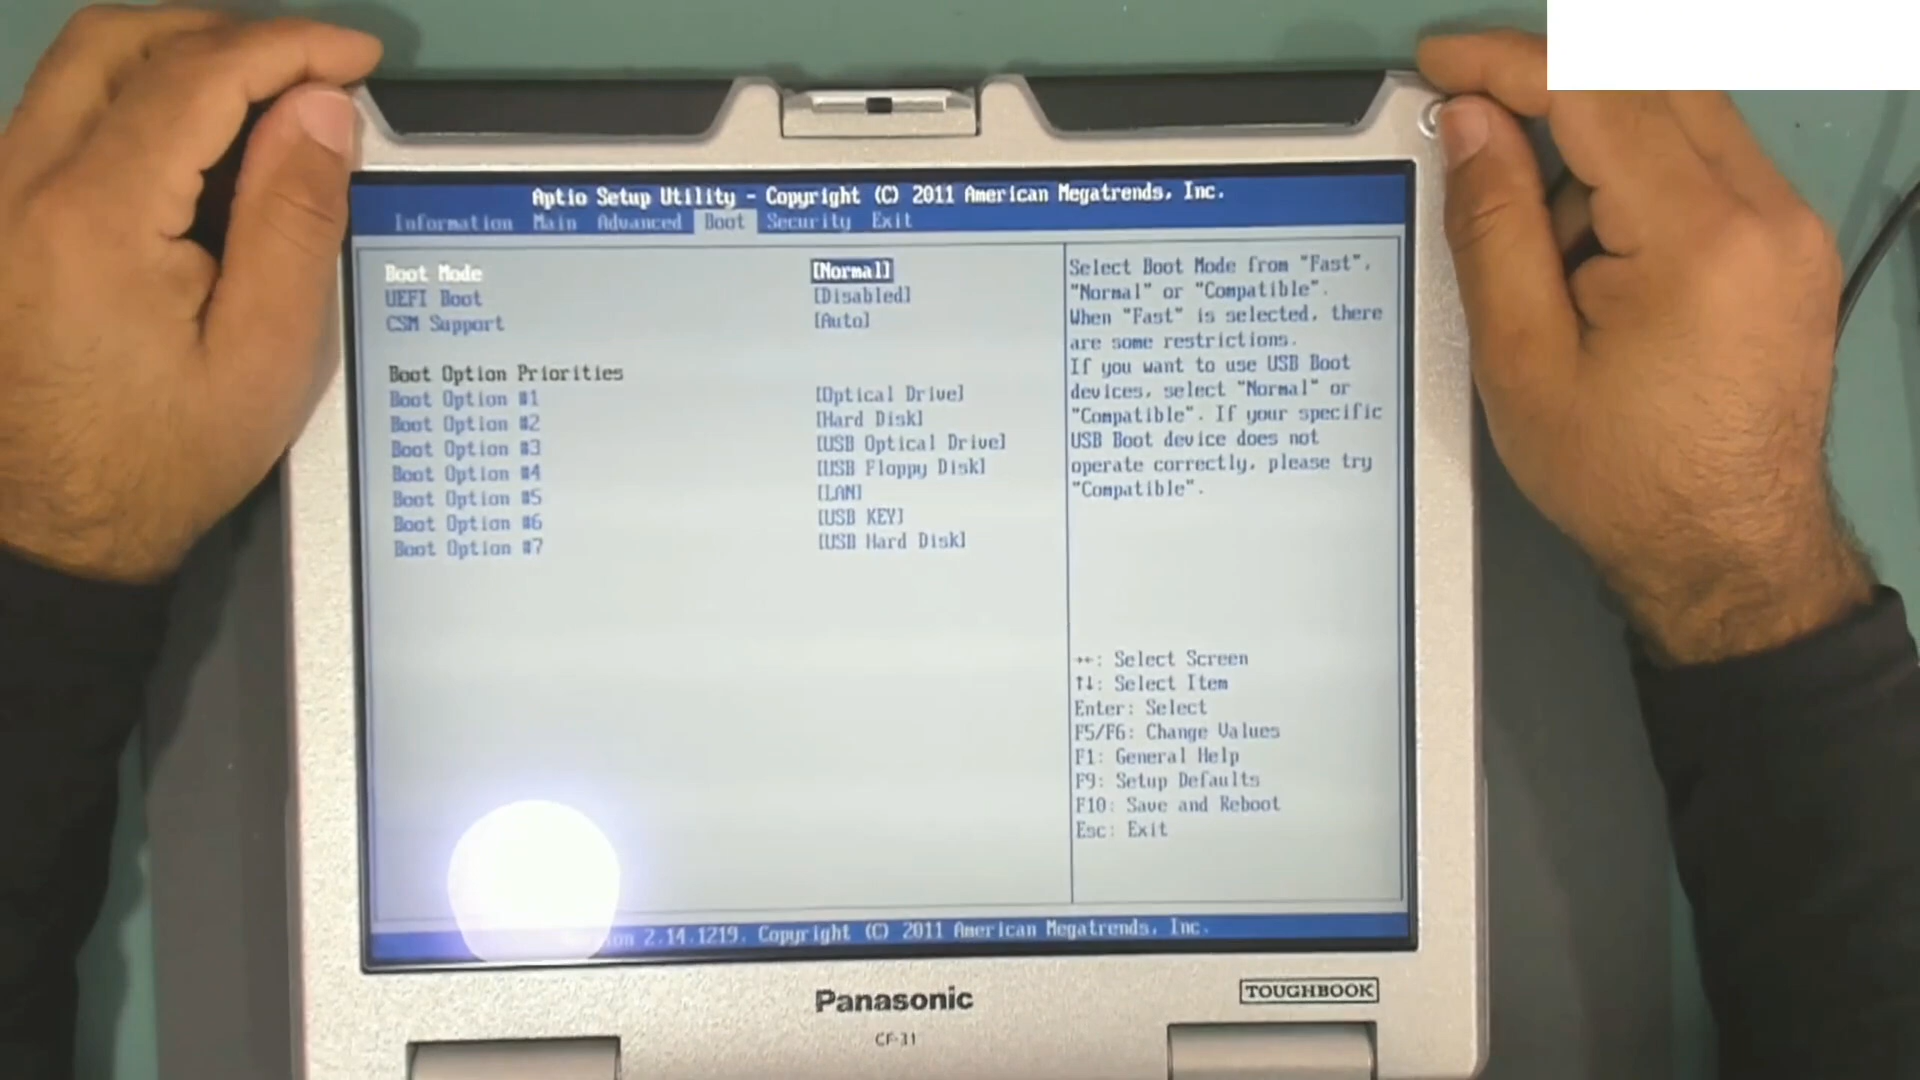 Aptio Setup Utility - Copyright (C) 2011 American Megatrends, Inc.
Information Main Advanced Boot Security Exit
Boot Mode [Normal]
UEFI Boot [Disabled]
CSM Support [Auto]
Boot Option Priorities
Boot Option #1 [Optical Drive]
Boot Option #2 [Hard Disk]
Boot Option #3 [USB Optical Drive]
Boot Option #4 [USB Floppy Disk]
Boot Option #5 [LAN]
Boot Option #6 [USB KEY]
Boot Option #7 [USB Hard Disk]
Select Boot Mode from "Fast",
"Normal" or "Compatible".
When "Fast" is selected, there
are some restrictions.
If you want to use USB Boot
devices, select "Normal" or
"Compatible". If your specific
USB Boot device does not
operate correctly, please try
"Compatible".
→←: Select Screen
↑↓: Select Item
Enter: Select
F5/F6: Change Values
F1: General Help
F9: Setup Defaults
F10: Save and Reboot
Esc: Exit
2.14.1219. Copyright (C) 2011 American Megatrends, Inc.
Panasonic
TOUGHBOOK
CF-31